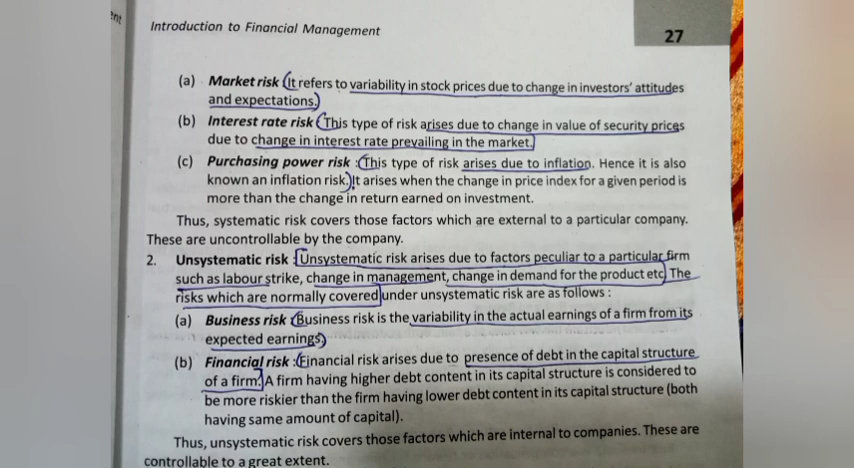 ent
Introduction to Financial Management
27
(a) Market risk (It refers to variability in stock prices due to change in investors' attitudes
and expectations.)
(b) Interest rate risk (This type of risk arises due to change in value of security prices
due to change in interest rate prevailing in the market.
(c) Purchasing power risk : (This type of risk arises due to inflation. Hence it is also
known an inflation risk.) It arises when the change in price index for a given period is
more than the change in return earned on investment.
Thus, systematic risk covers those factors which are external to a particular company.
These are uncontrollable by the company.
2. Unsystematic risk : Unsystematic risk arises due to factors peculiar to a particular firm
such as labour strike, change in management, change in demand for the product etc. The
risks which are normally covered under unsystematic risk are as follows :
(a) Business risk (Business risk is the variability in the actual earnings of a firm from its
expected earnings)
(b) Financial risk : (Financial risk arises due to presence of debt in the capital structure
of a firm. A firm having higher debt content in its capital structure is considered to
be more riskier than the firm having lower debt content in its capital structure (both
having same amount of capital).
Thus, unsystematic risk covers those factors which are internal to companies. These are
controllable to a great extent.